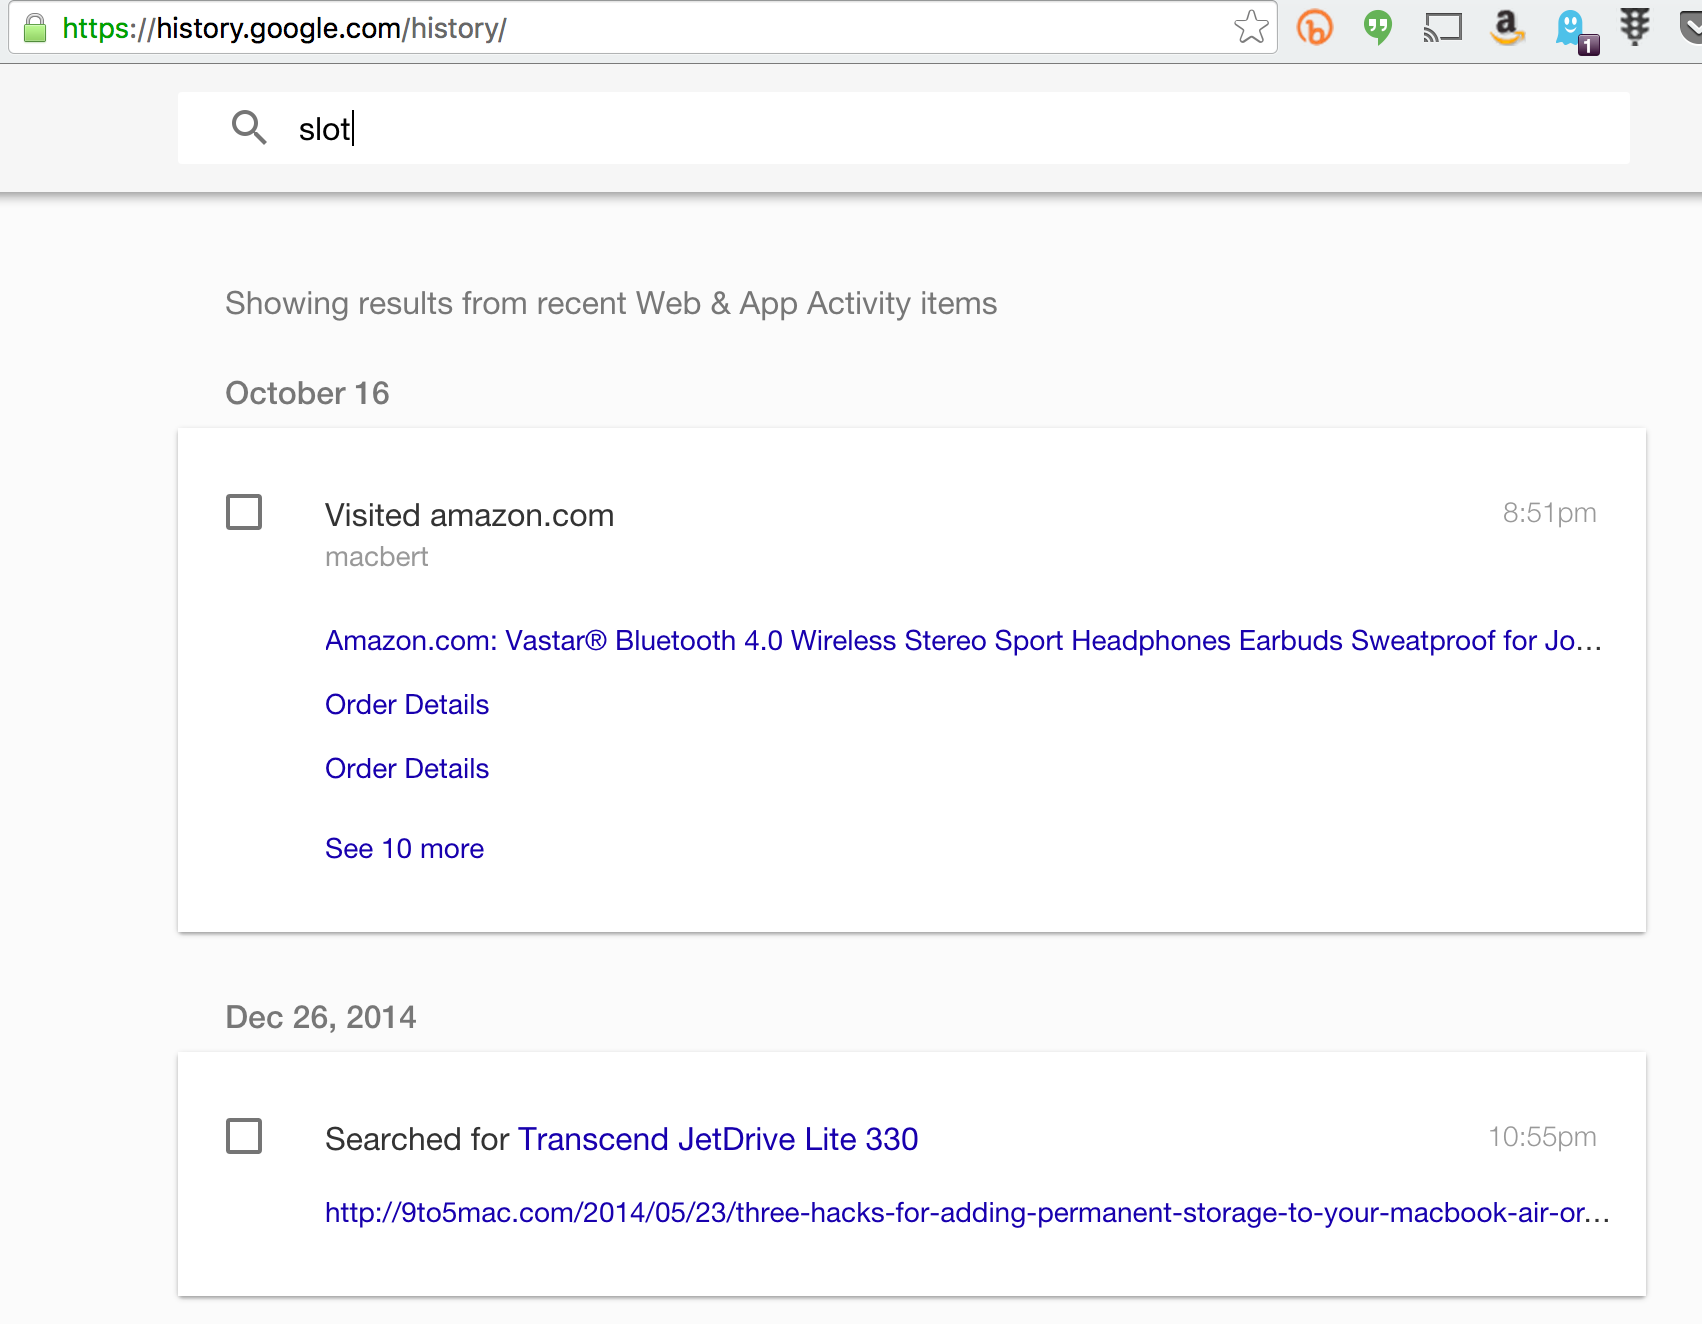 https://history.google.com/history/
1
slot
Showing results from recent Web & App Activity items
October 16
Visited amazon.com
8:51pm
macbert
Amazon.com: Vastar® Bluetooth 4.0 Wireless Stereo Sport Headphones Earbuds Sweatproof for Jo...
Order Details
Order Details
See 10 more
Dec 26, 2014
Searched for Transcend JetDrive Lite 330
10:55pm
http://9to5mac.com/2014/05/23/three-hacks-for-adding-permanent-storage-to-your-macbook-air-or...